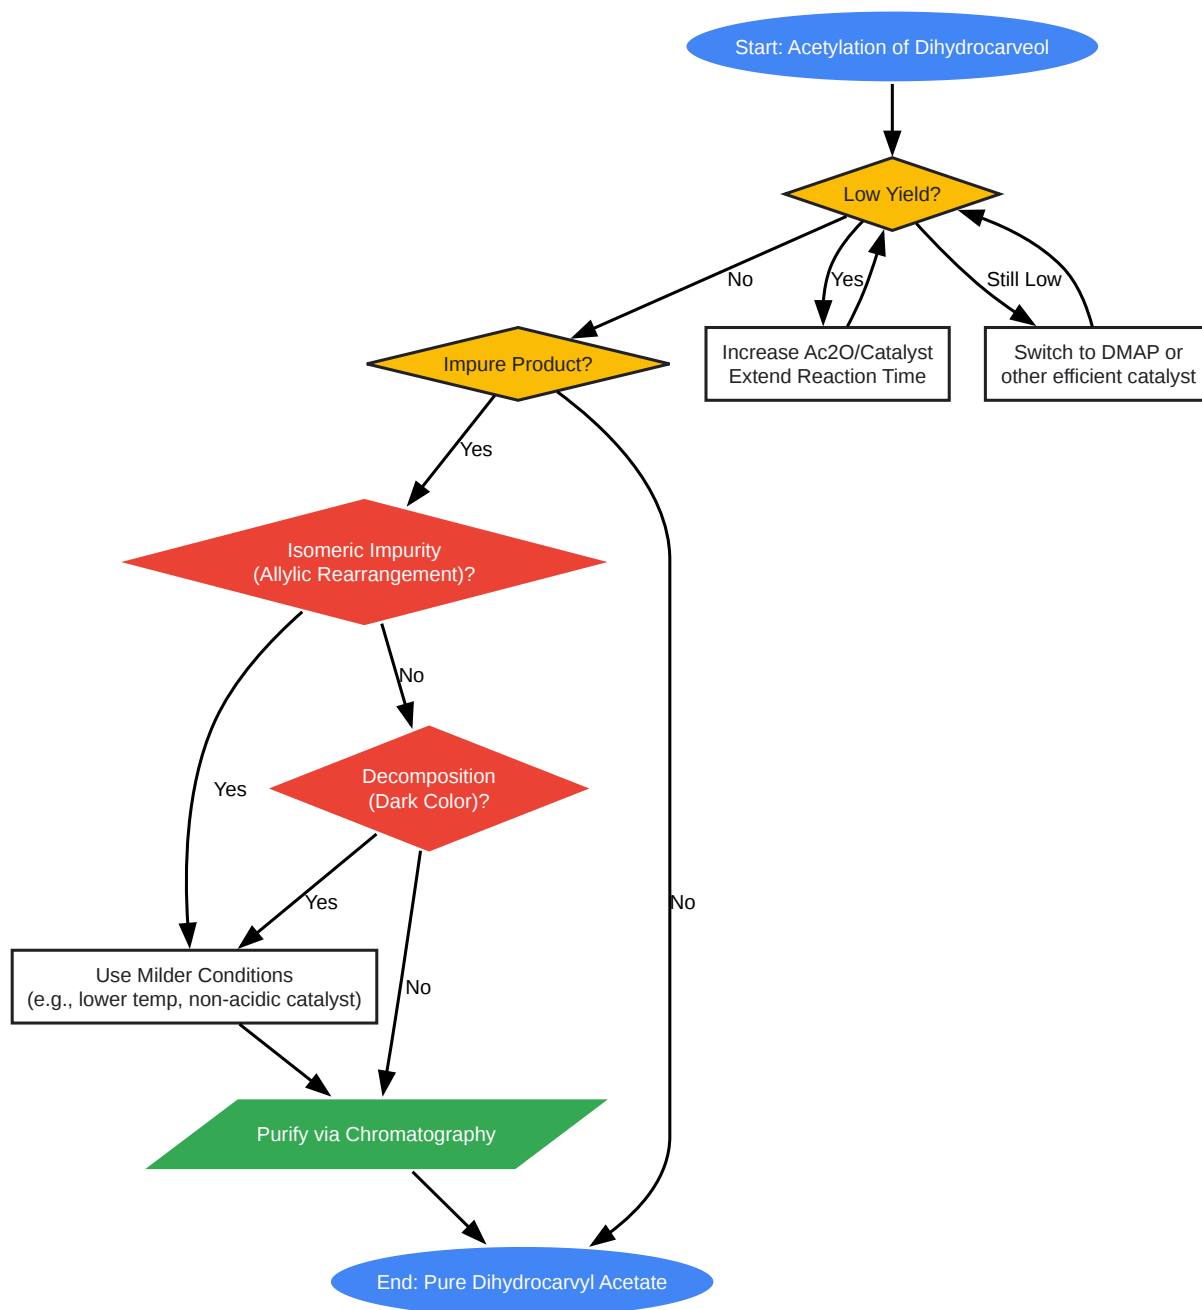 Start: Acetylation of Dihydrocarveol
Low Yield?
No
Yes
Still Low
Impure Product?
Increase Ac2O/Catalyst
Extend Reaction Time
Switch to DMAP or
other efficient catalyst
Yes
Isomeric Impurity
(Allylic Rearrangement)?
No
Decomposition
(Dark Color)?
Yes
Yes
No
Use Milder Conditions
(e.g., lower temp, non-acidic catalyst)
No
Purify via Chromatography
End: Pure Dihydrocarvyl Acetate